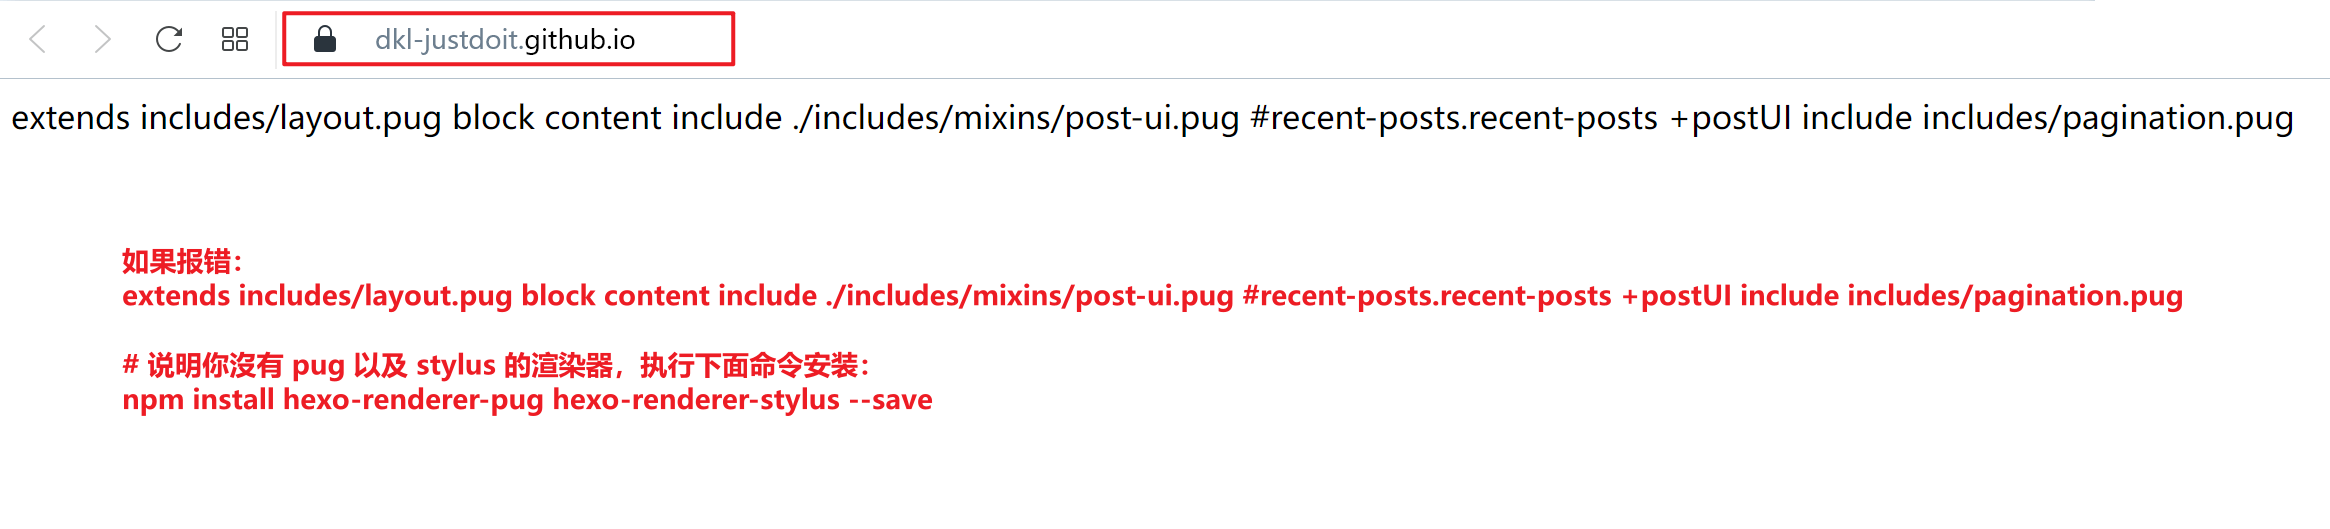 dkl-justdoit.github.io
extends includes/layout.pug block content include ./includes/mixins/post-ui.pug #recent-posts.recent-posts +postUI include includes/pagination.pug
如果报错：
extends includes/layout.pug block content include ./includes/mixins/post-ui.pug #recent-posts.recent-posts +postUI include includes/pagination.pug
# 说明你沒有 pug 以及 stylus 的渲染器，执行下面命令安装：
npm install hexo-renderer-pug hexo-renderer-stylus --save